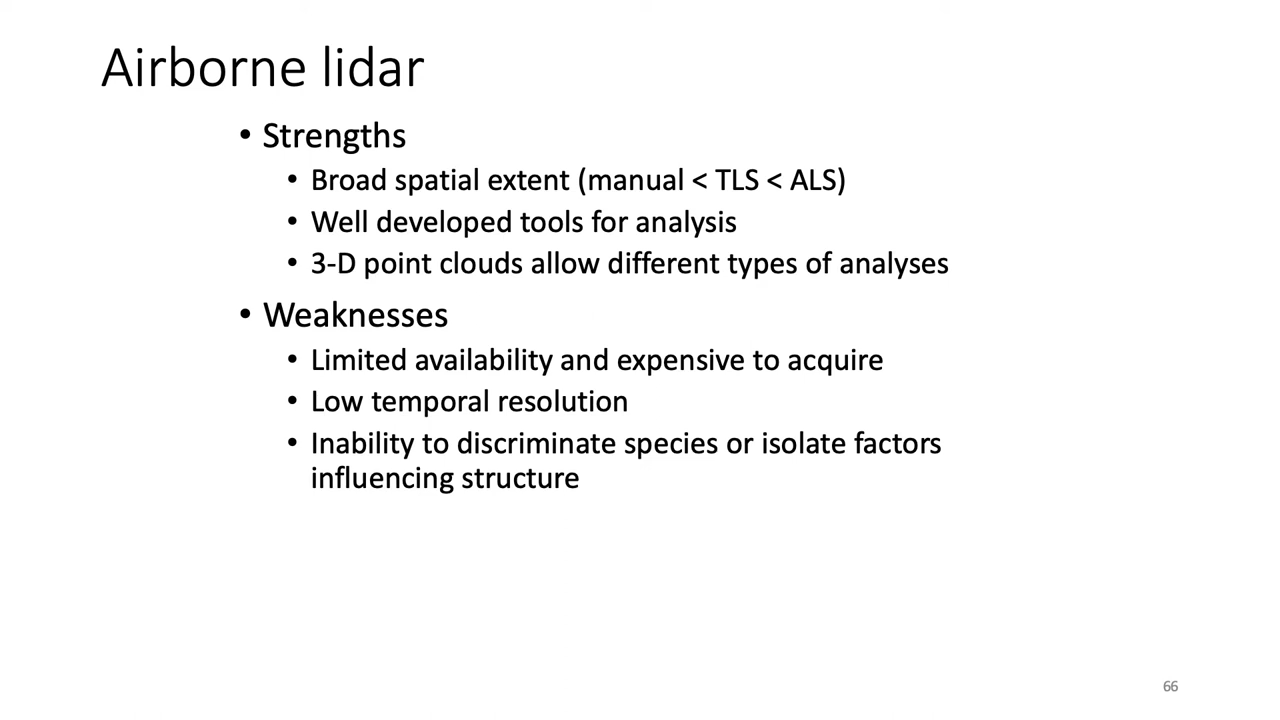 Airborne lidar
• Strengths
• Broad spatial extent (manual < TLS < ALS)
• Well developed tools for analysis
• 3-D point clouds allow different types of analyses
• Weaknesses
• Limited availability and expensive to acquire
• Low temporal resolution
• Inability to discriminate species or isolate factors
influencing structure
66